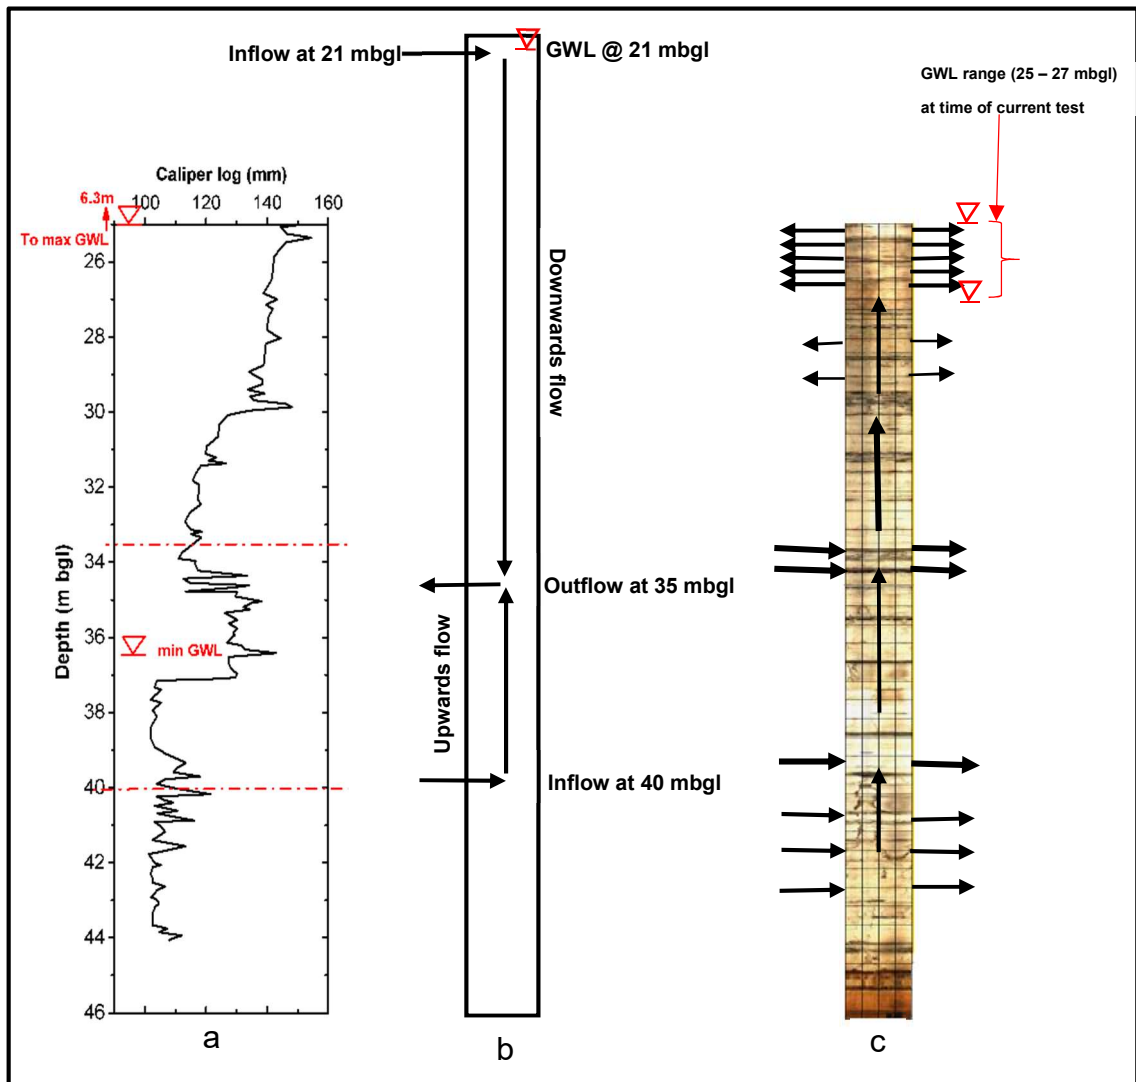 Inflow at 21 mbgl
GWL @ 21 mbgl
GWL range (25 – 27 mbgl)
at time of current test
Caliper log (mm)
6.3m
100 120 140 160
To max GWL
26
28
30
32
34
36
38
40
42
44
46
Depth (m bgl)
min GWL
Downwards flow
Outflow at 35 mbgl
Upwards flow
Inflow at 40 mbgl
a
b
c